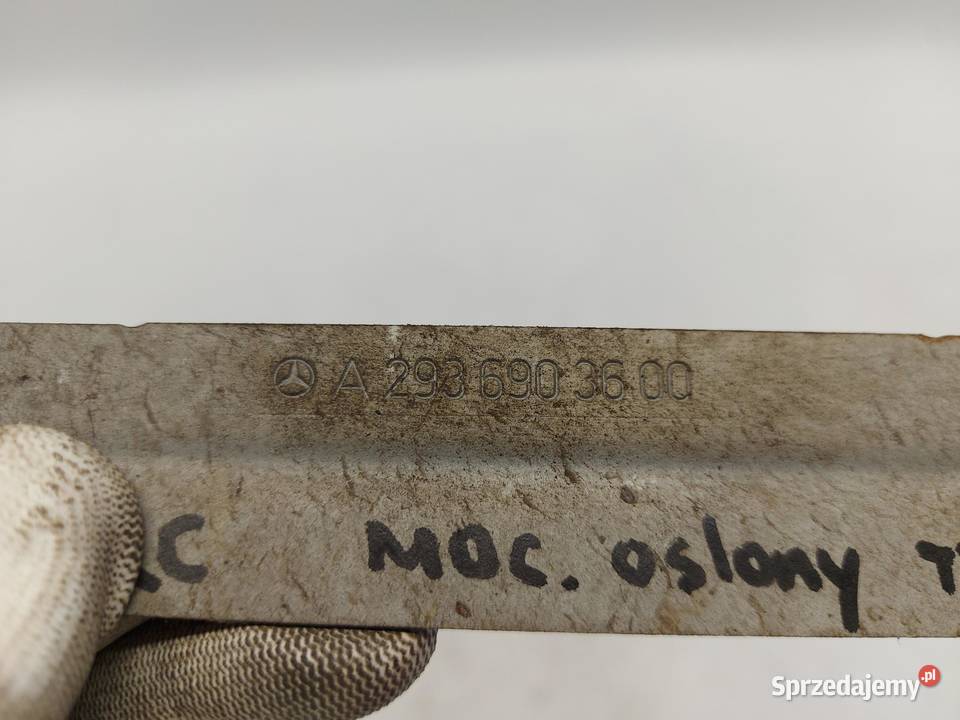 A 293 690 36 00
MOC. oslony
Sprzedajemy.pl